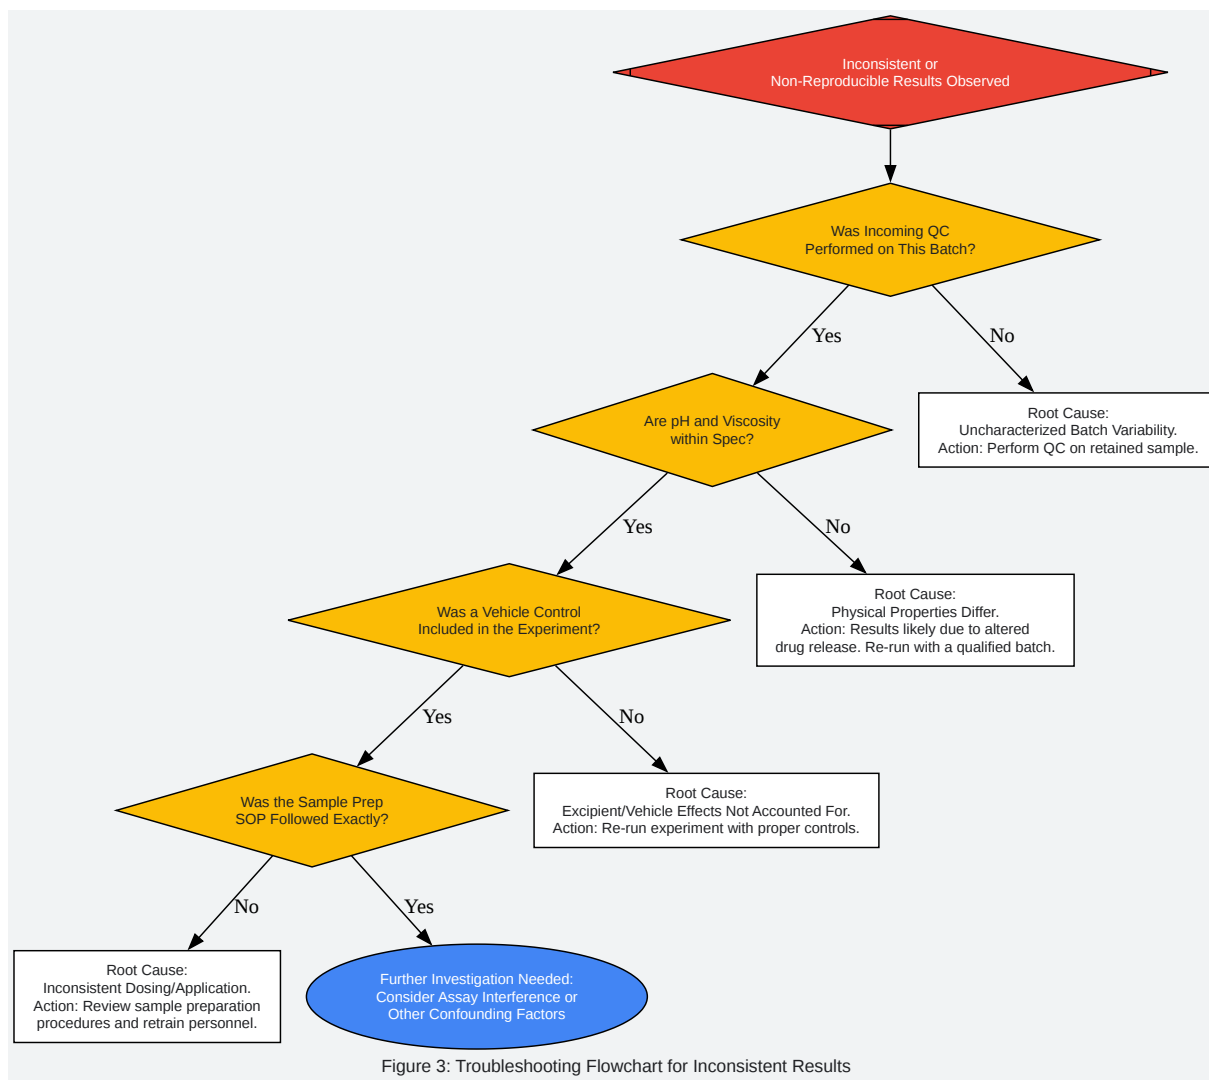 Inconsistent or
Non-Reproducible Results Observed
Was Incoming QC
Performed on This Batch?
Yes
No
Are pH and Viscosity
within Spec?
Root Cause:
Uncharacterized Batch Variability.
Action: Perform QC on retained sample.
Yes
No
Was a Vehicle Control
Included in the Experiment?
Root Cause:
Physical Properties Differ.
Action: Results likely due to altered
drug release. Re-run with a qualified batch.
Yes
No
Was the Sample Prep
SOP Followed Exactly?
Root Cause:
Excipient/Vehicle Effects Not Accounted For.
Action: Re-run experiment with proper controls.
No
Yes
Root Cause:
Inconsistent Dosing/Application.
Action: Review sample preparation
procedures and retrain personnel.
Further Investigation Needed:
Consider Assay Interference or
Other Confounding Factors
Figure 3: Troubleshooting Flowchart for Inconsistent Results